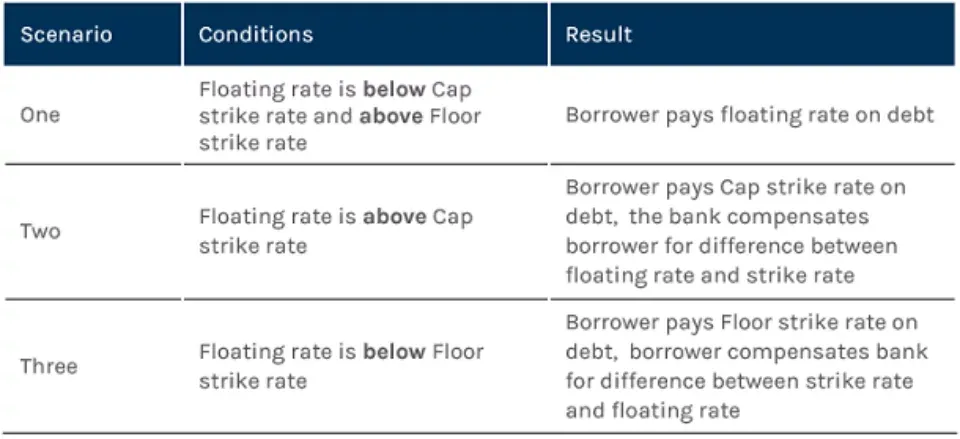 Scenario Conditions Result
One
Floating rate is below Cap
strike rate and above Floor
strike rate
Borrower pays floating rate on debt
Two
Floating rate is above Cap
strike rate
Borrower pays Cap strike rate on
debt, the bank compensates
borrower for difference between
floating rate and strike rate
Three
Floating rate is below Floor
strike rate
Borrower pays Floor strike rate on
debt, borrower compensates bank
for difference between strike rate
and floating rate